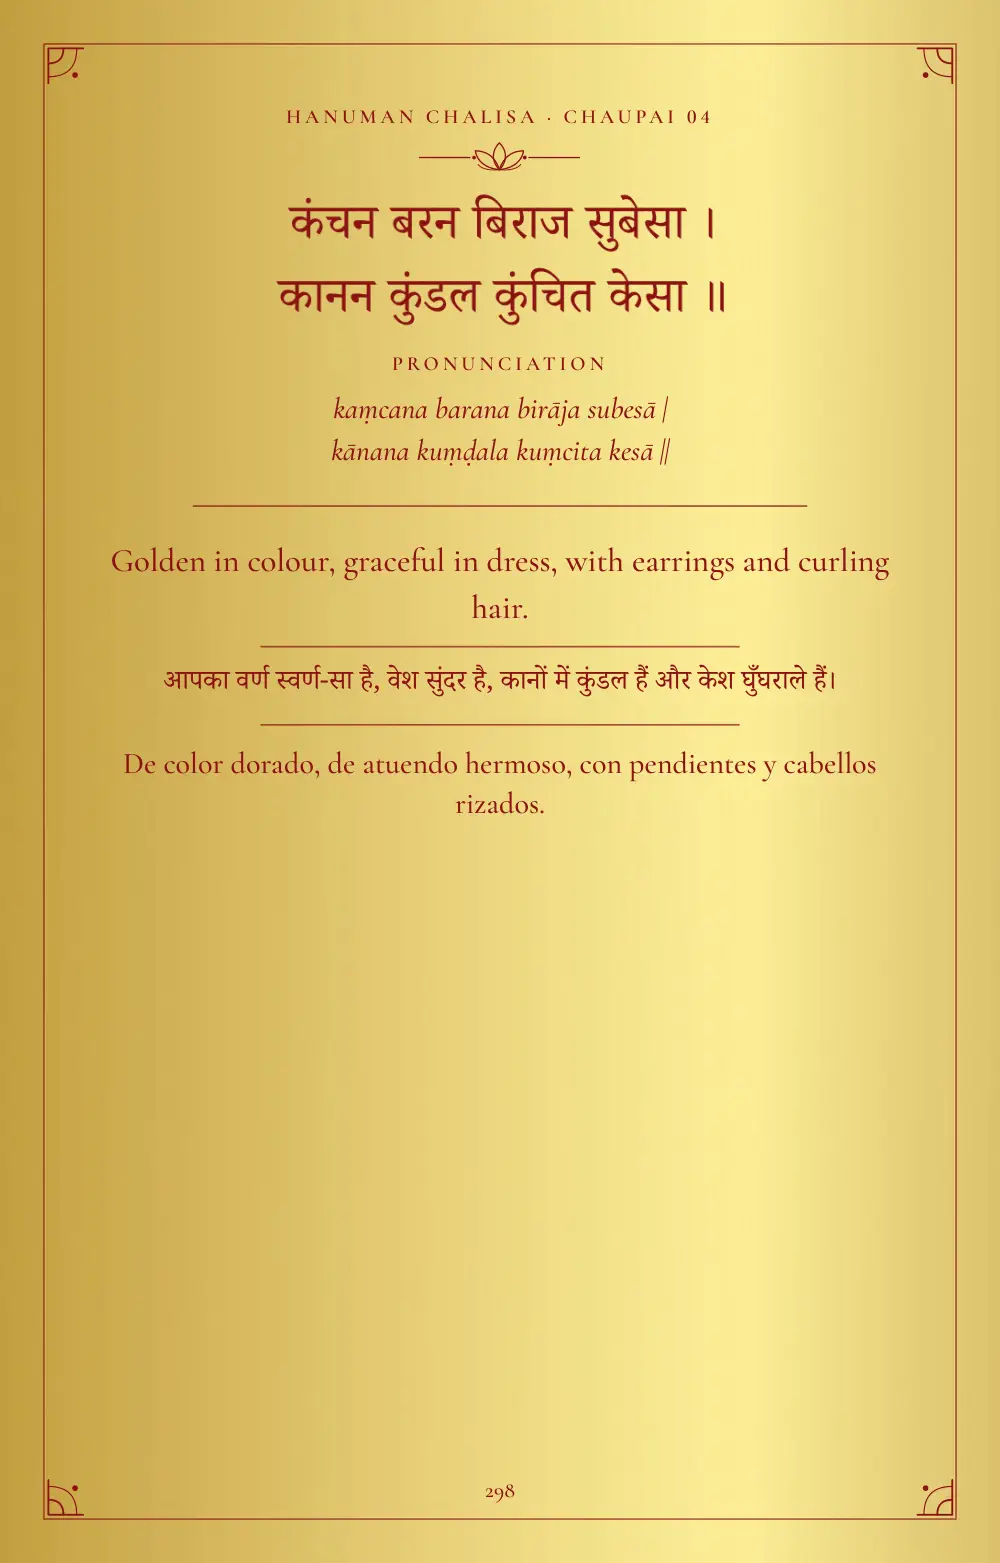 HANUMAN CHALISA · CHAUPAI 04
कंचन बरन बिराज सुबेसा ।
कानन कुंडल कुंचित केसा ॥
PRONUNCIATION
kaṃcana barana birāja subesā |
kānana kuṃḍala kuṃcita kesā ||
Golden in colour, graceful in dress, with earrings and curling
hair.
आपका वर्ण स्वर्ण-सा है, वेश सुंदर है, कानों में कुंडल हैं और केश घुँघराले हैं।
De color dorado, de atuendo hermoso, con pendientes y cabellos
rizados.
298